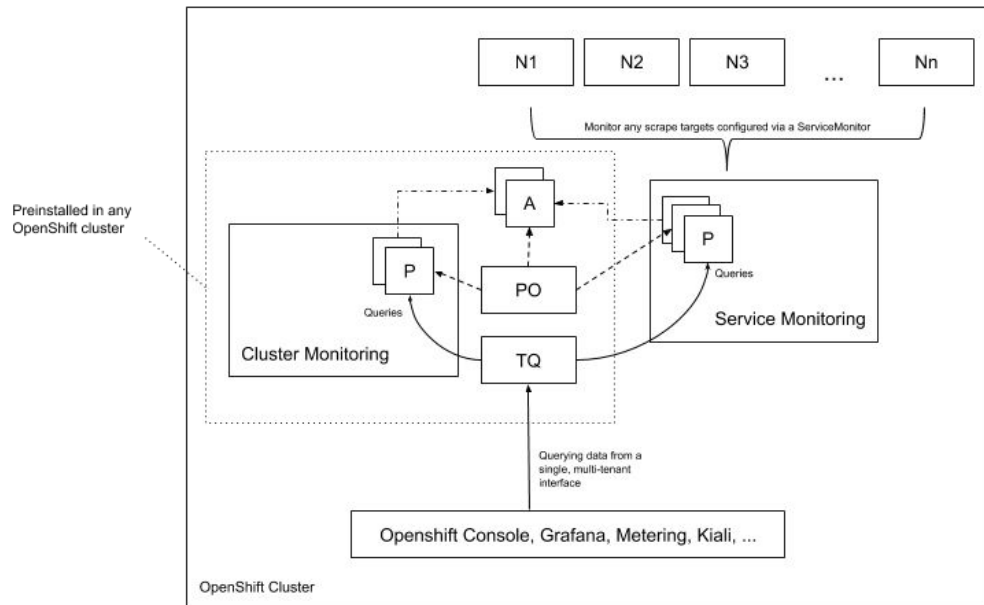 N1
N2
N3
...
Nn
Monitor any scrape targets configured via a ServiceMonitor
Preinstalled in any
OpenShift cluster
A
P
Queries
Cluster Monitoring
PO
TQ
P
Queries
Service Monitoring
Querying data from a
single, multi-tenant
interface
Openshift Console, Grafana, Metering, Kiali, ...
OpenShift Cluster